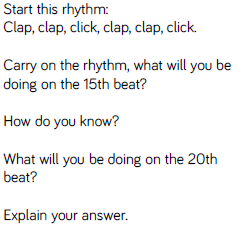 Start this rhythm:
Clap, clap, click, clap, clap, click.
Carry on the rhythm, what will you be
doing on the 15th beat?
How do you know?
What will you be doing on the 20th
beat?
Explain your answer.